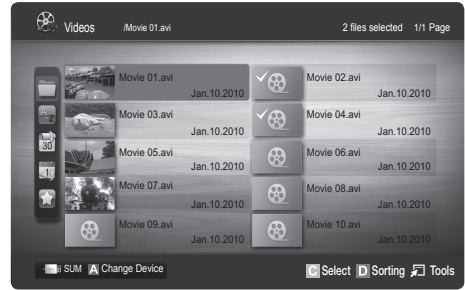 Videos /Movie 01.avi 2 files selected 1/1 Page
Movie 01.avi
Jan.10.2010
Movie 02.avi
Jan.10.2010
Movie 03.avi
Jan.10.2010
Movie 04.avi
Jan.10.2010
Movie 05.avi
Jan.10.2010
Movie 06.avi
Jan.10.2010
Movie 07.avi
Jan.10.2010
Movie 08.avi
Jan.10.2010
Movie 09.avi
Jan.10.2010
Movie 10.avi
Jan.10.2010
A Z
30
1
SUM A Change Device C Select D Sorting Tools